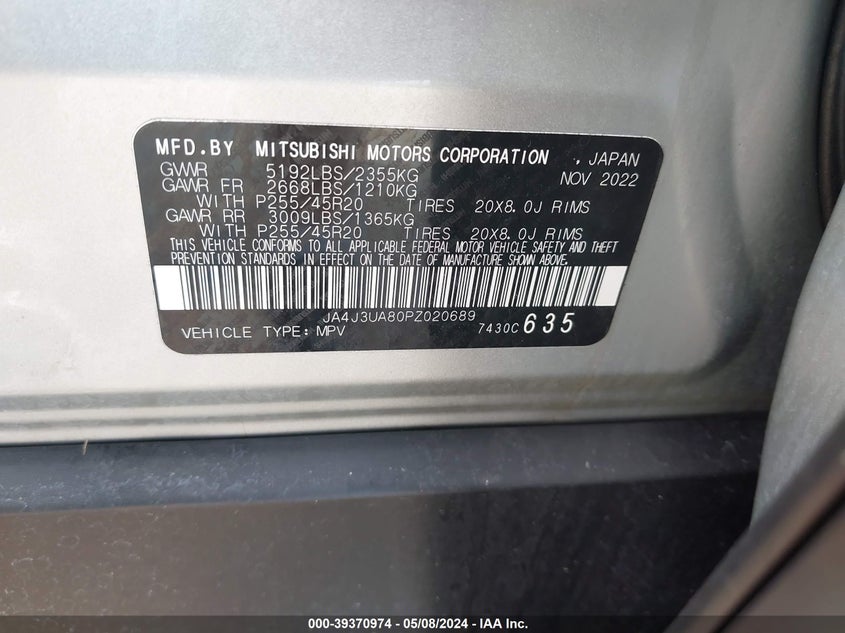 MFD.BY MITSUBISHI MOTORS CORPORATION , JAPAN
GVWR 5192LBS/2355KG NOV 2022
GAWR FR 2668LBS/1210KG
WITH P255/45R20 TIRES 20X8.0J RIMS
GAWR RR 3009LBS/1365KG
WITH P255/45R20 TIRES 20X8.0J RIMS
THIS VEHICLE CONFORMS TO ALL APPLICABLE FEDERAL MOTOR VEHICLE SAFETY AND THEFT
PREVENTION STANDARDS IN EFFECT ON THE DATE OF MANUFACTURE SHOWN ABOVE.
JA4J3UA80PZ020689
VEHICLE TYPE: MPV 7430C 635
000-39370974 / 05/08/2024 - IAA Inc.